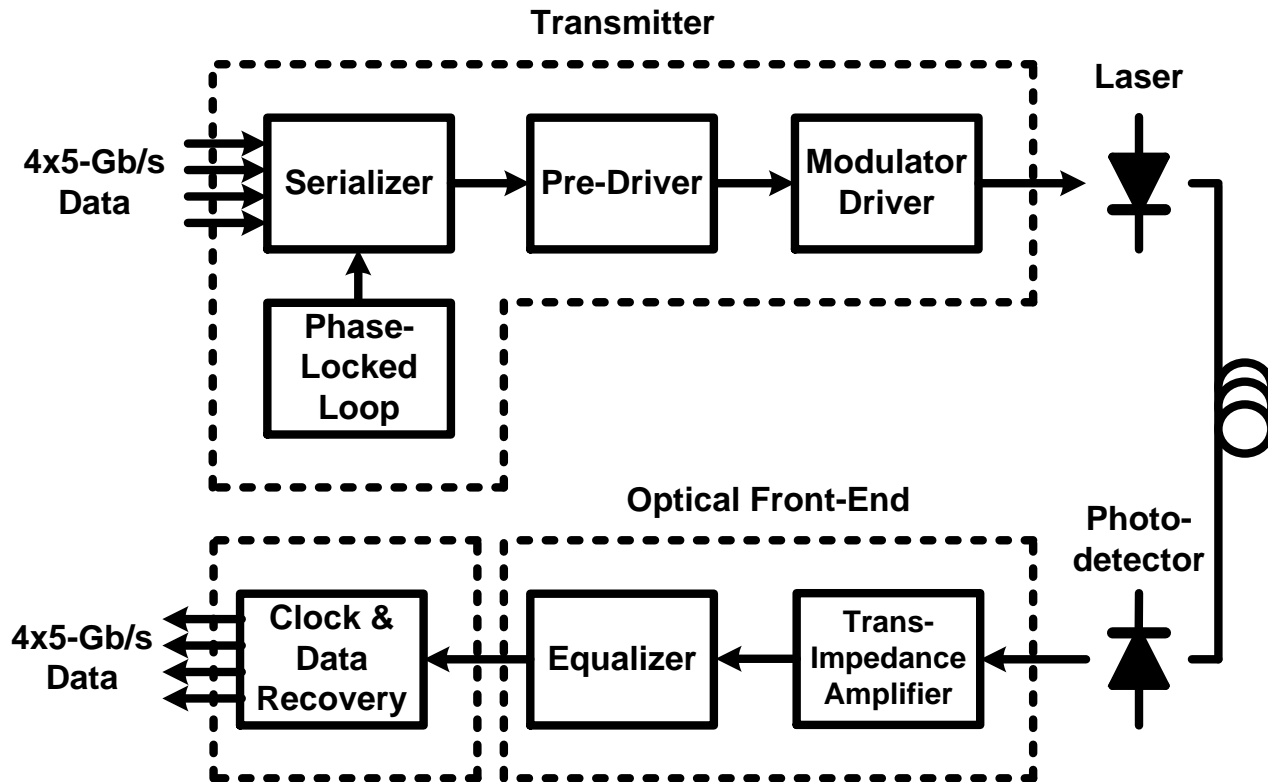 Transmitter
Laser
4x5-Gb/s
Data
Serializer
Pre-Driver
Modulator
Driver
Phase-
Locked
Loop
Optical Front-End
Photo-
detector
4x5-Gb/s
Data
Clock &
Data
Recovery
Equalizer
Trans-
Impedance
Amplifier